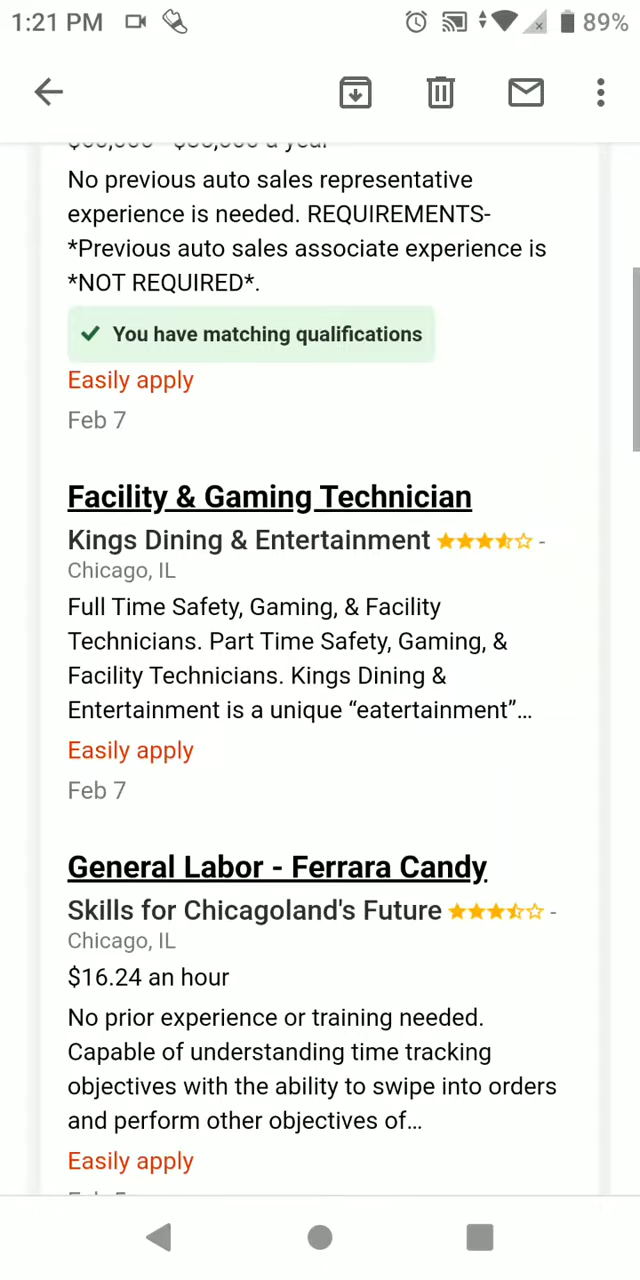 1:21 PM
89%
a year
No previous auto sales representative
experience is needed. REQUIREMENTS-
*Previous auto sales associate experience is
*NOT REQUIRED*.
You have matching qualifications
Easily apply
Feb 7
Facility & Gaming Technician
Kings Dining & Entertainment -
Chicago, IL
Full Time Safety, Gaming, & Facility
Technicians. Part Time Safety, Gaming, &
Facility Technicians. Kings Dining &
Entertainment is a unique “eatertainment”…
Easily apply
Feb 7
General Labor - Ferrara Candy
Skills for Chicagoland's Future -
Chicago, IL
$16.24 an hour
No prior experience or training needed.
Capable of understanding time tracking
objectives with the ability to swipe into orders
and perform other objectives of…
Easily apply